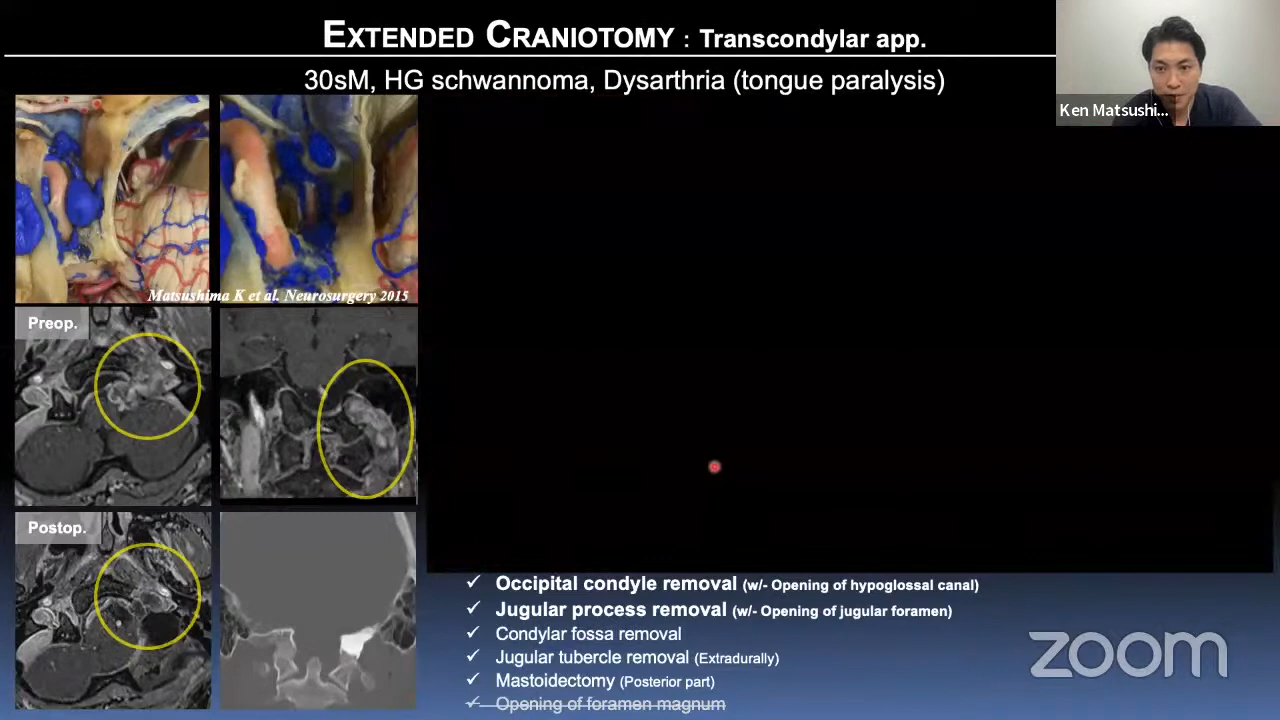 EXTENDED CRANIOTOMY : Transcondylar app.
30sM, HG schwannoma, Dysarthria (tongue paralysis)
Ken Matsushi...
Matsushima K et al. Neurosurgery 2015
Preop.
Postop.
✓ Occipital condyle removal (w/- Opening of hypoglossal canal)
✓ Jugular process removal (w/- Opening of jugular foramen)
✓ Condylar fossa removal
✓ Jugular tubercle removal (Extradurally)
✓ Mastoidectomy (Posterior part)
✓ Opening of foramen magnum
zoom